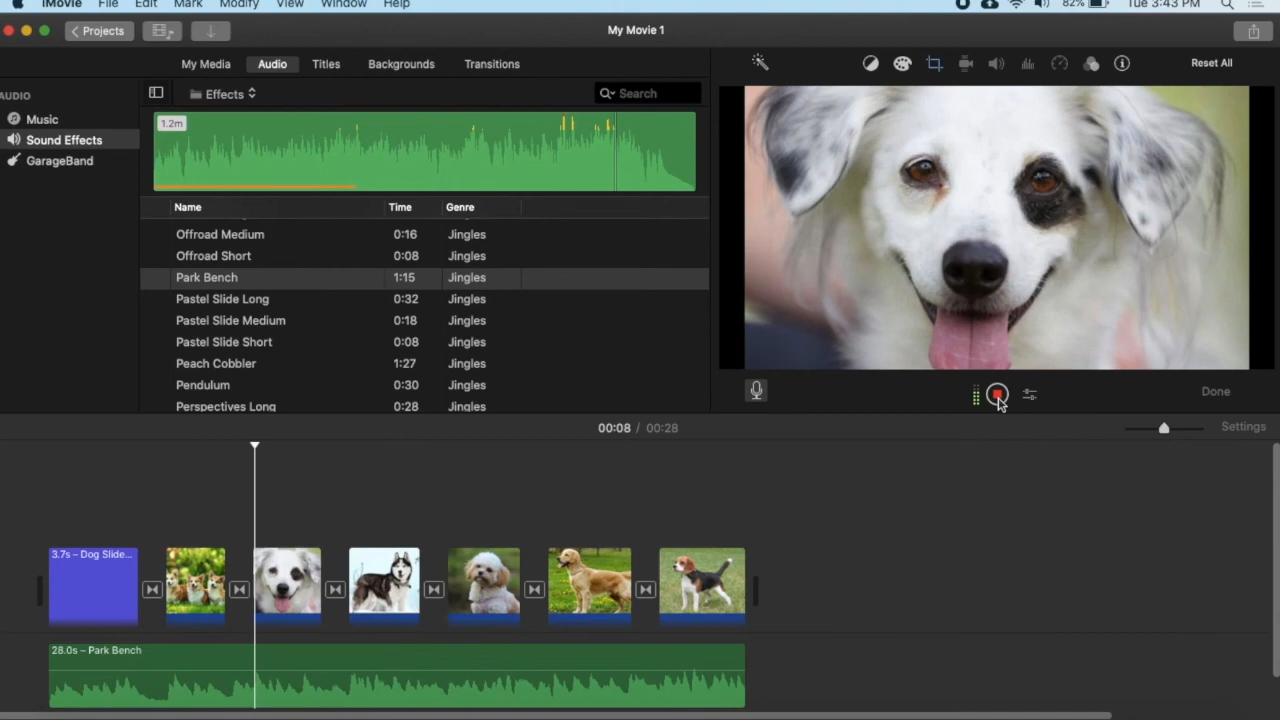 iMovie File Edit Mark Modify View Window Help 82% Tue 3:43 PM
Projects My Movie 1
My Media Audio Titles Backgrounds Transitions Reset All
AUDIO Effects Search
Music
Sound Effects
GarageBand
1.2m
Name Time Genre
Offroad Medium 0:16 Jingles
Offroad Short 0:08 Jingles
Park Bench 1:15 Jingles
Pastel Slide Long 0:32 Jingles
Pastel Slide Medium 0:18 Jingles
Pastel Slide Short 0:08 Jingles
Peach Cobbler 1:27 Jingles
Pendulum 0:30 Jingles
Perspectives Long 0:28 Jingles
Done
00:08 / 00:28 Settings
3.7s – Dog Slide...
28.0s – Park Bench